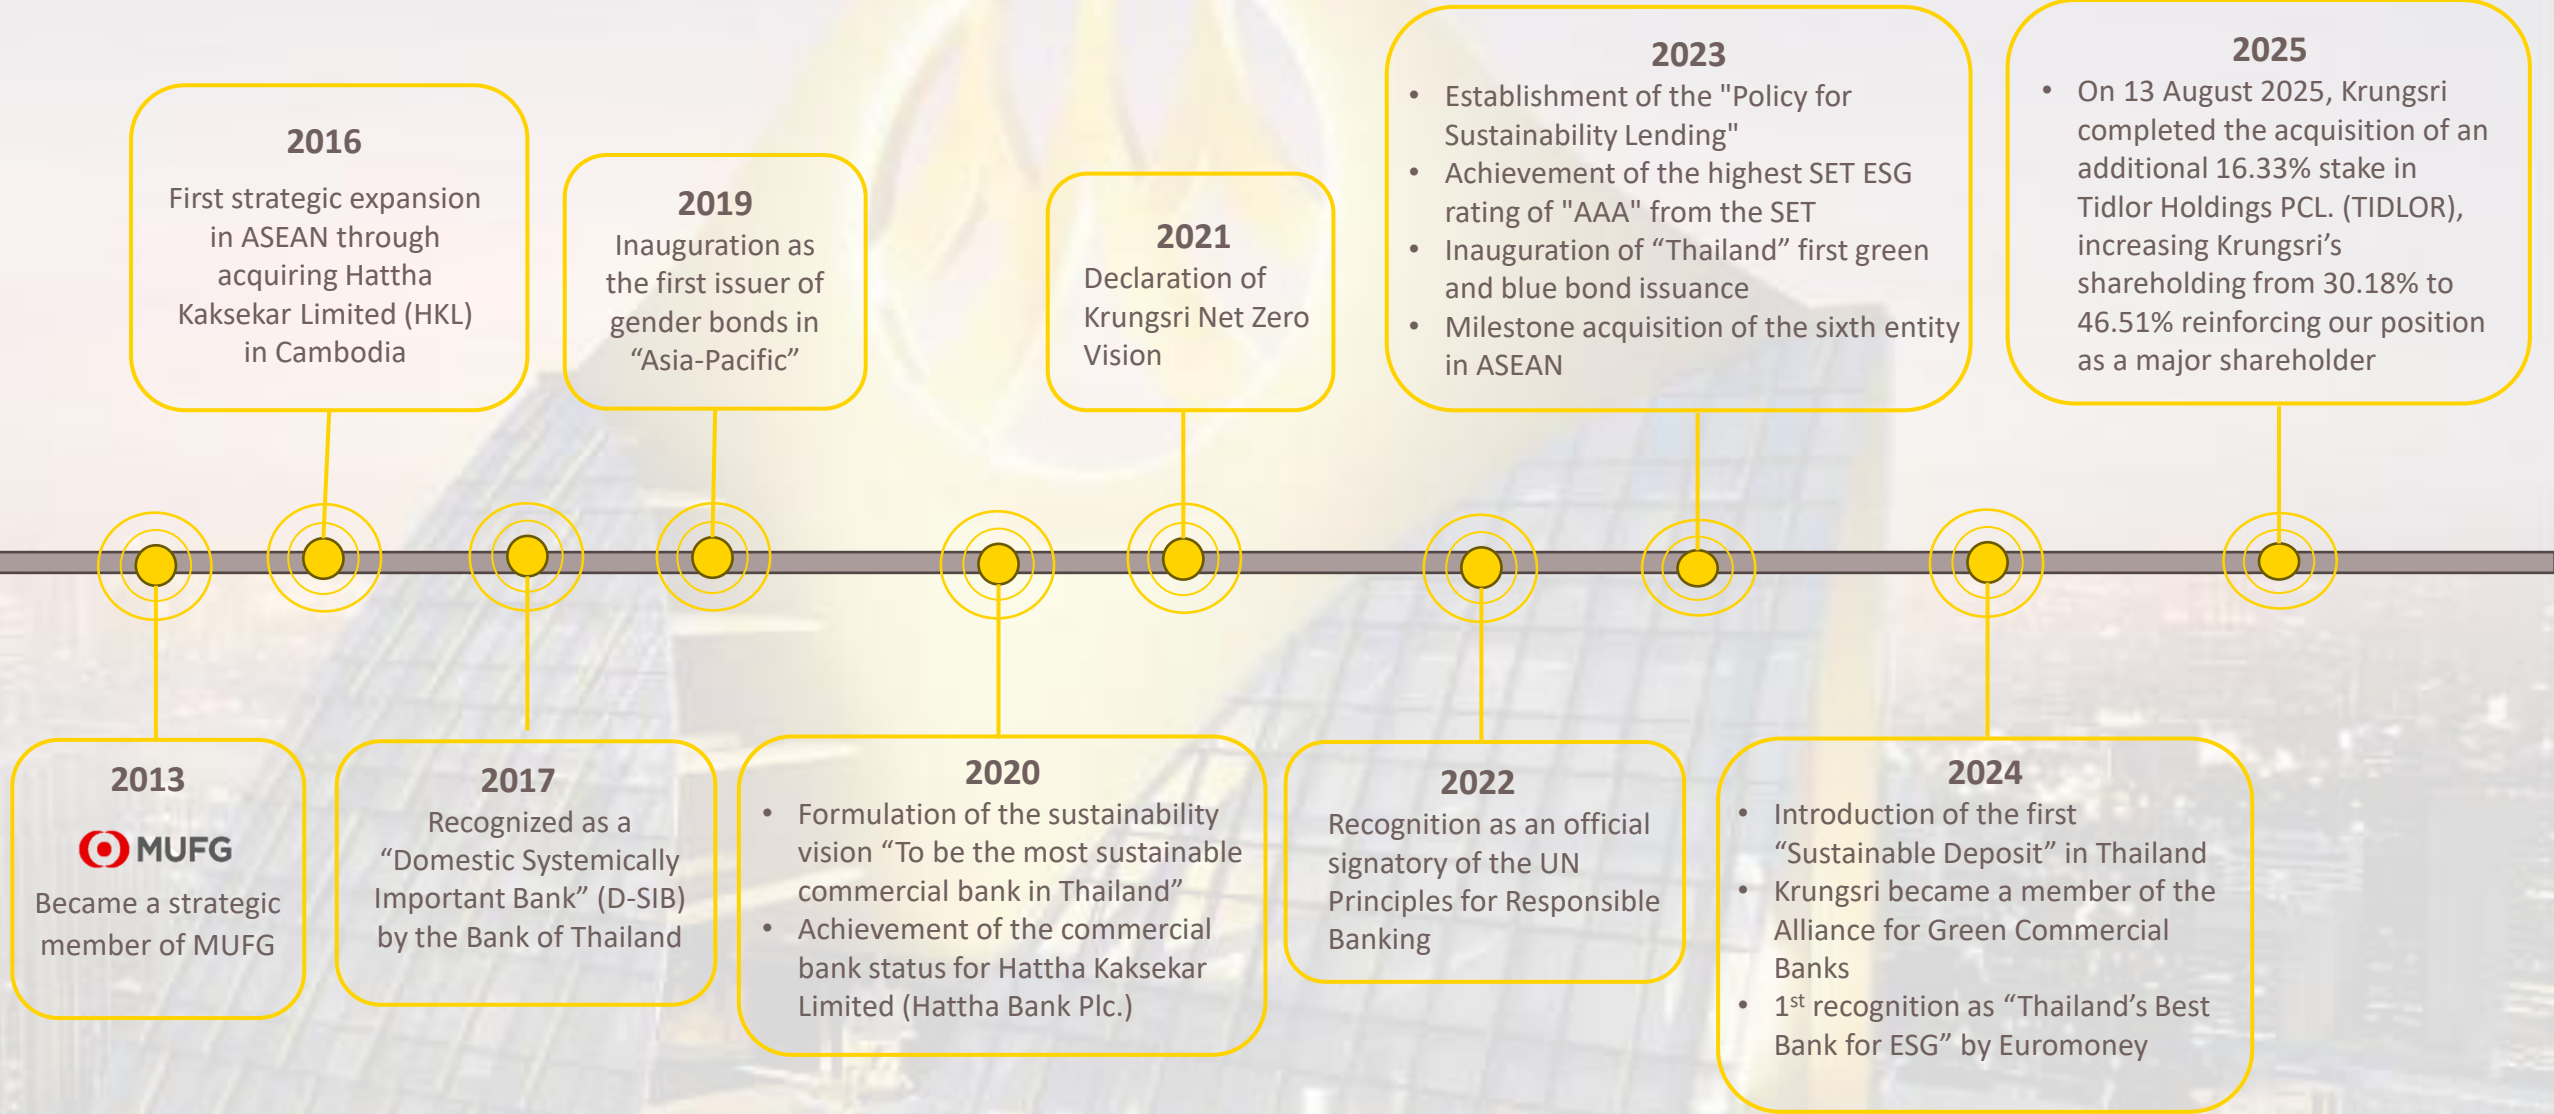 2013
MUFG
Became a strategic
member of MUFG
2016
First strategic expansion
in ASEAN through
acquiring Hattha
Kaksekar Limited (HKL)
in Cambodia
2017
Recognized as a
“Domestic Systemically
Important Bank” (D-SIB)
by the Bank of Thailand
2019
Inauguration as
the first issuer of
gender bonds in
“Asia-Pacific”
2020
• Formulation of the sustainability
vision “To be the most sustainable
commercial bank in Thailand”
• Achievement of the commercial
bank status for Hattha Kaksekar
Limited (Hattha Bank Plc.)
2021
Declaration of
Krungsri Net Zero
Vision
2022
Recognition as an official
signatory of the UN
Principles for Responsible
Banking
2023
• Establishment of the "Policy for
Sustainability Lending"
• Achievement of the highest SET ESG
rating of "AAA" from the SET
• Inauguration of “Thailand” first green
and blue bond issuance
• Milestone acquisition of the sixth entity
in ASEAN
2024
• Introduction of the first
“Sustainable Deposit” in Thailand
• Krungsri became a member of the
Alliance for Green Commercial
Banks
• 1st recognition as “Thailand’s Best
Bank for ESG” by Euromoney
2025
• On 13 August 2025, Krungsri
completed the acquisition of an
additional 16.33% stake in
Tidlor Holdings PCL. (TIDLOR),
increasing Krungsri’s
shareholding from 30.18% to
46.51% reinforcing our position
as a major shareholder